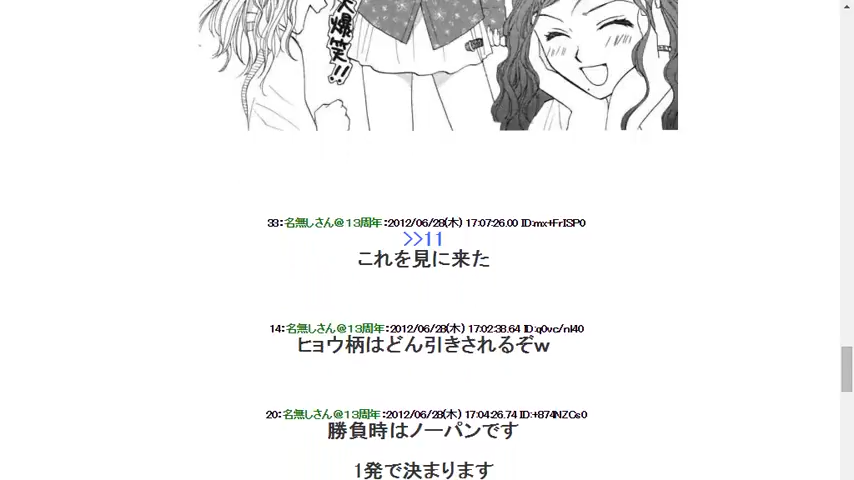 大爆笑!!
33: 名無しさん@13周年:2012/06/28(木) 17:07:26.00 ID:mx+FrISP0
>>11
これを見に来た
14: 名無しさん@13周年:2012/06/28(木) 17:02:38.64 ID:q0vc/nl40
ヒョウ柄はどん引きされるぞw
20: 名無しさん@13周年:2012/06/28(木) 17:04:26.74 ID:+874NZCs0
勝負時はノーパンです
1発で決まります